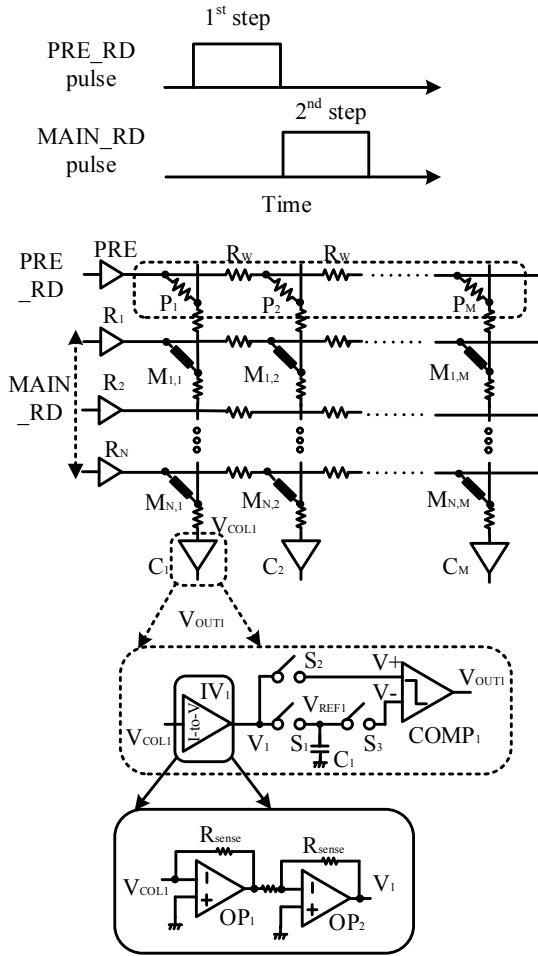 1st step
PRE_RD
pulse
2nd step
MAIN_RD
pulse
Time
PRE
_RD
PRE
RW
RW
P1
P2
PM
R1
M1,1
M1,2
M1,M
MAIN
_RD
R2
RN
MN,1
MN,2
MN,M
VCOL1
C1
C2
CM
VOUT1
S2
V+
VOUT1
IV1
I-to-V
VREF1
V-
VCOL1
V1
S1
C1
S3
COMP1
Rsense
Rsense
VCOL1
V1
OP1
OP2